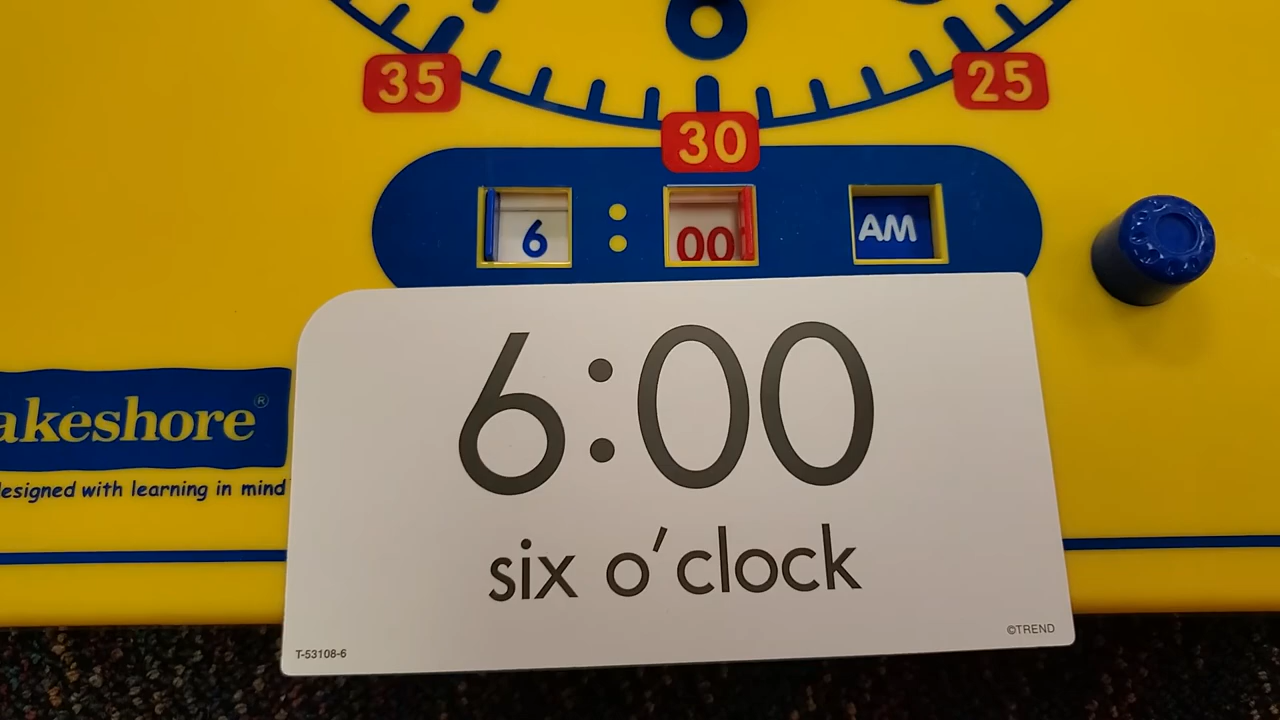 35
25
30
6 : 00 AM
6:00
six o'clock
akeshore®
designed with learning in mind
T-53108-6
©TREND